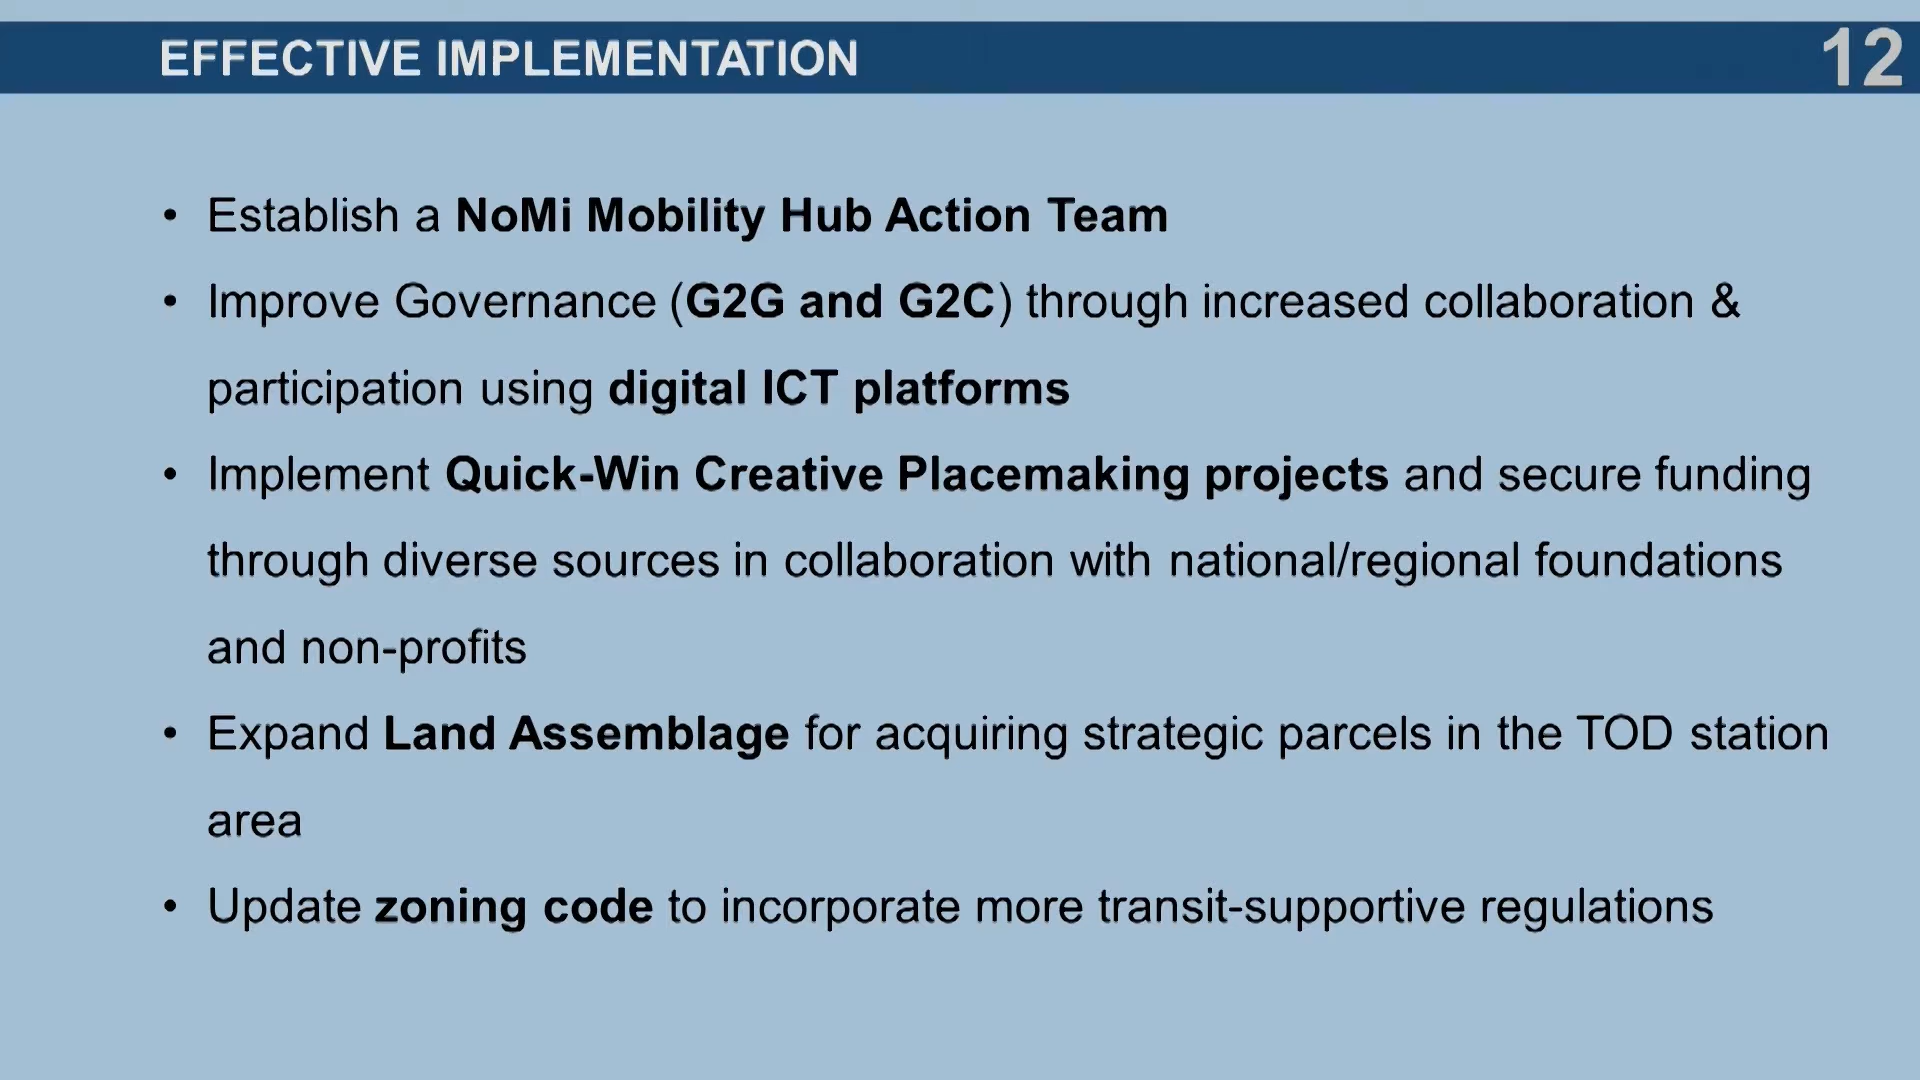 EFFECTIVE IMPLEMENTATION
12
• Establish a NoMi Mobility Hub Action Team
• Improve Governance (G2G and G2C) through increased collaboration &
participation using digital ICT platforms
• Implement Quick-Win Creative Placemaking projects and secure funding
through diverse sources in collaboration with national/regional foundations
and non-profits
• Expand Land Assemblage for acquiring strategic parcels in the TOD station
area
• Update zoning code to incorporate more transit-supportive regulations